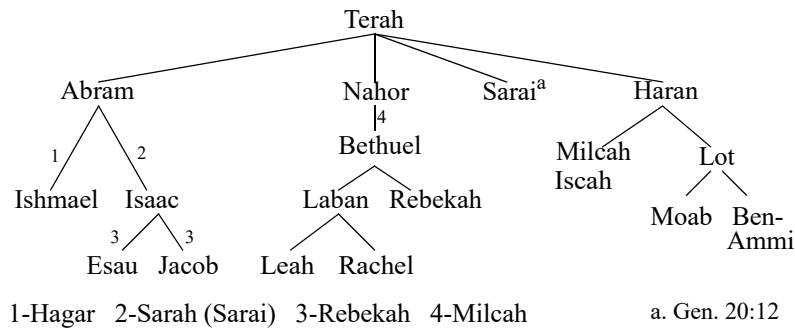 Terah
Abram Nahor Sarai^a Haran
4
Bethuel
1 2
Milcah
Iscah
Lot
Ishmael Isaac Laban Rebekah
Moab Ben-
Ammi
3 3
Esau Jacob Leah Rachel
1-Hagar 2-Sarah (Sarai) 3-Rebekah 4-Milcah a. Gen. 20:12